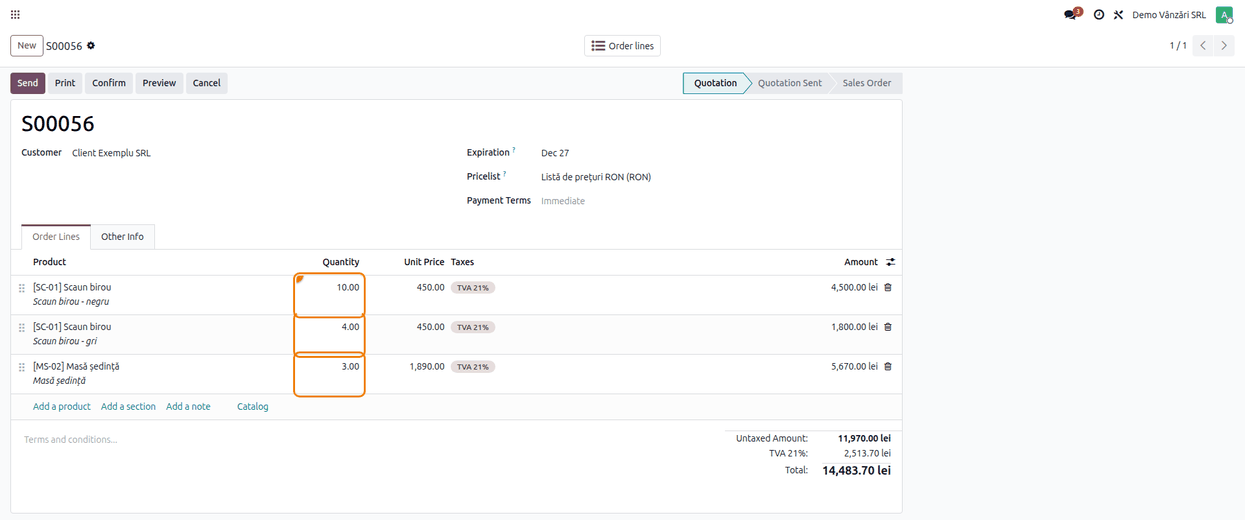 3 Demo Vânzări SRL A
New S00056 Order lines 1 / 1
Send Print Confirm Preview Cancel Quotation Quotation Sent Sales Order
S00056
Customer Client Exemplu SRL Expiration ? Dec 27
Pricelist ? Listă de prețuri RON (RON)
Payment Terms Immediate
Order Lines Other Info
Product Quantity Unit Price Taxes Amount
[SC-01] Scaun birou 10.00 450.00 TVA 21% 4,500.00 lei
Scaun birou - negru
[SC-01] Scaun birou 4.00 450.00 TVA 21% 1,800.00 lei
Scaun birou - gri
[MS-02] Masă ședință 3.00 1,890.00 TVA 21% 5,670.00 lei
Masă ședință
Add a product Add a section Add a note Catalog
Terms and conditions... Untaxed Amount: 11,970.00 lei
TVA 21%: 2,513.70 lei
Total: 14,483.70 lei